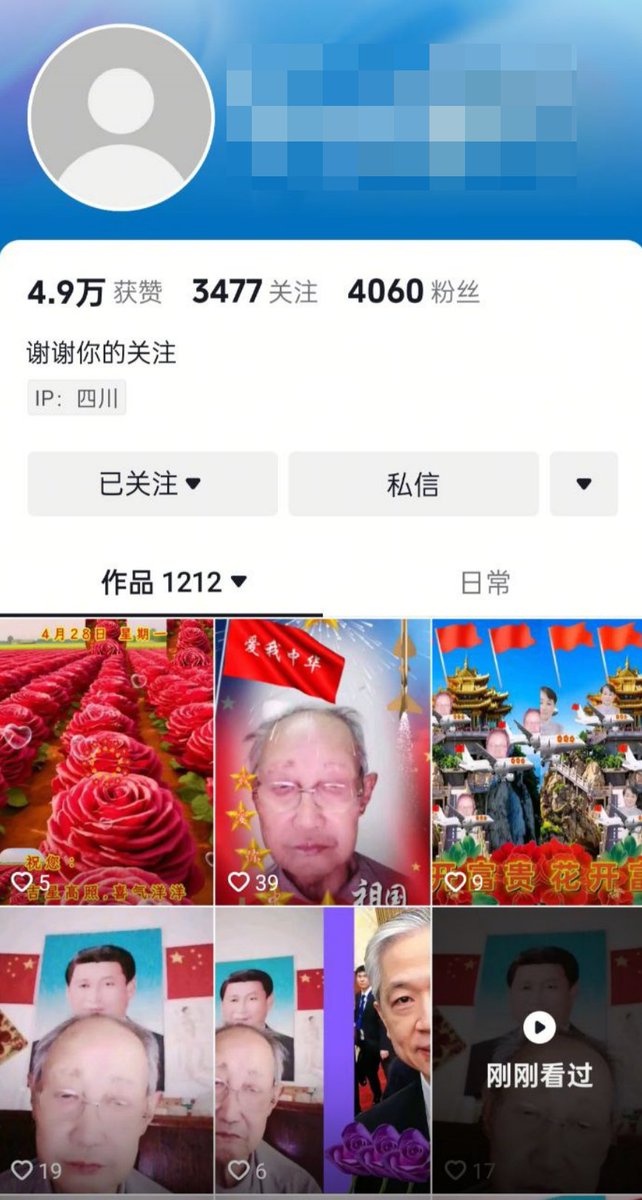 4.9万 获赞 3477 关注 4060 粉丝
谢谢你的关注
IP：四川
已关注
私信
作品 1212
日常
4月28日 星期一
祝您：
吉星高照,喜气洋洋
5
爱我中华
祖国
39
开富贵 花开富
9
19
6
刚刚看过
17